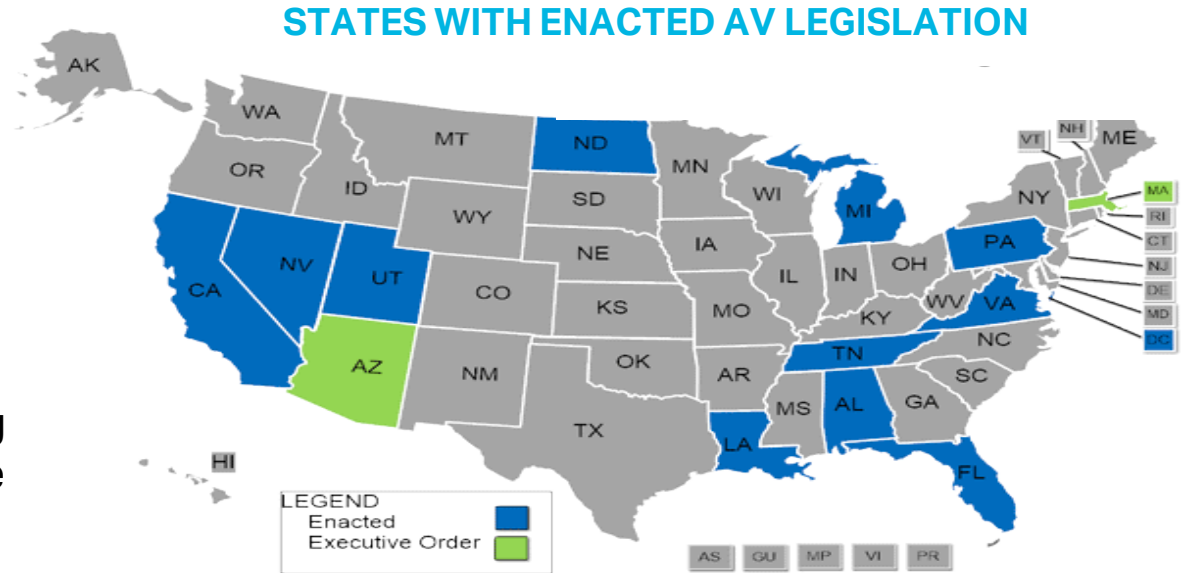 STATES WITH ENACTED AV LEGISLATION
AK
WA
MT
ND
MN
VT
NH
ME
OR
ID
SD
WI
MI
NY
MA
WY
RI
IA
PA
CT
NV
NE
OH
NJ
UT
IL
IN
CA
CO
DE
KS
MO
WV
VA
MD
KY
DC
NC
TN
AZ
OK
NM
AR
SC
MS
AL
GA
TX
g
LA
HI
e
FL
LEGEND
Enacted
Executive Order
AS
GU
MP
VI
PR